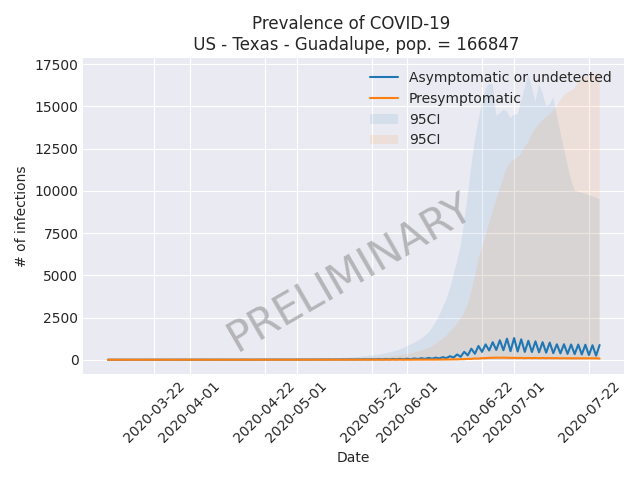 Prevalence of COVID-19
US - Texas - Guadalupe, pop. = 166847
17500
15000
12500
10000
7500
5000
2500
0
# of infections
Asymptomatic or undetected
Presymptomatic
95CI
95CI
PRELIMINARY
2020-03-22
2020-04-01
2020-04-22
2020-05-01
2020-05-22
2020-06-01
2020-06-22
2020-07-01
2020-07-22
Date